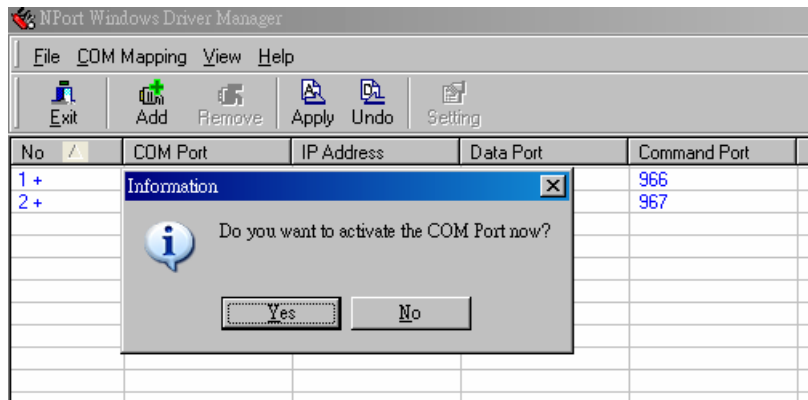 NPort Windows Driver Manager
File COM Mapping View Help
Exit Add Remove Apply Undo Setting
No COM Port IP Address Data Port Command Port
1 + 966
2 + 967
Information
Do you want to activate the COM Port now?
Yes No